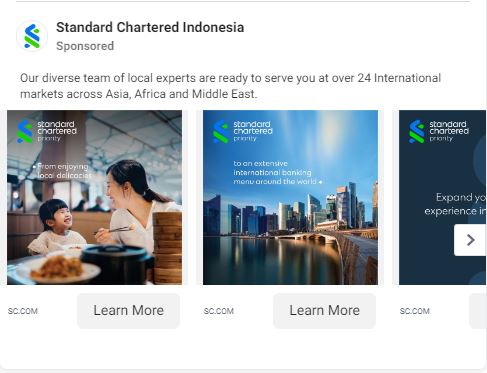 Standard Chartered Indonesia
Sponsored
Our diverse team of local experts are ready to serve you at over 24 International
markets across Asia, Africa and Middle East.
standard
chartered
priority
From enjoying
local delicacies
standard
chartered
priority
to an extensive
international banking
menu around the world
standard
chartered
priority
Expand yo
experience in
SC.COM
Learn More
SC.COM
Learn More
SC.COM